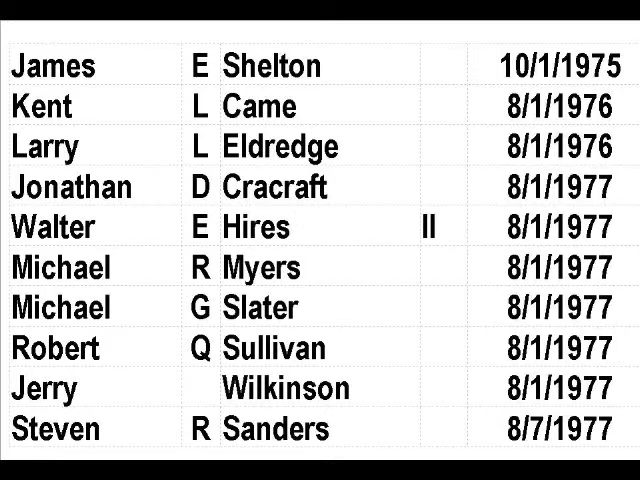 James E Shelton 10/1/1975
Kent L Came 8/1/1976
Larry L Eldredge 8/1/1976
Jonathan D Cracraft 8/1/1977
Walter E Hires II 8/1/1977
Michael R Myers 8/1/1977
Michael G Slater 8/1/1977
Robert Q Sullivan 8/1/1977
Jerry Wilkinson 8/1/1977
Steven R Sanders 8/7/1977